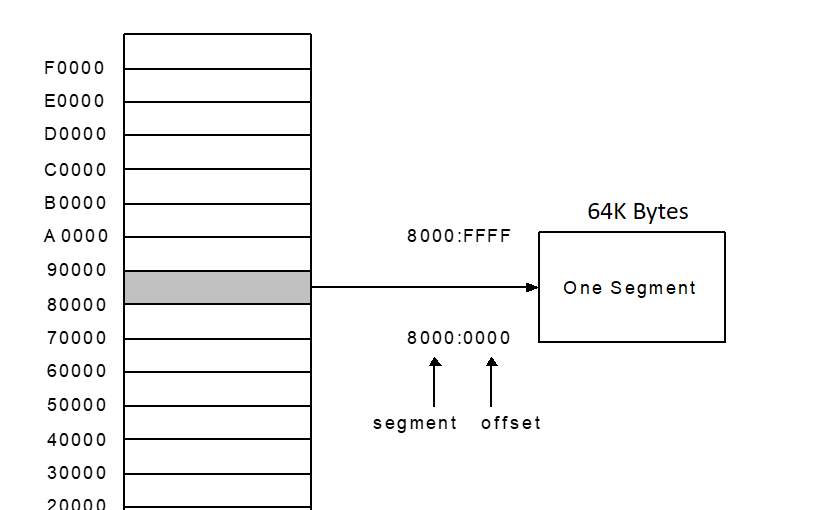 F0000
E0000
D0000
C0000
B0000
A 0000
90000
80000
70000
60000
50000
40000
30000
20000
64K Bytes
8000:FFFF
One Segment
8000:0000
segment offset